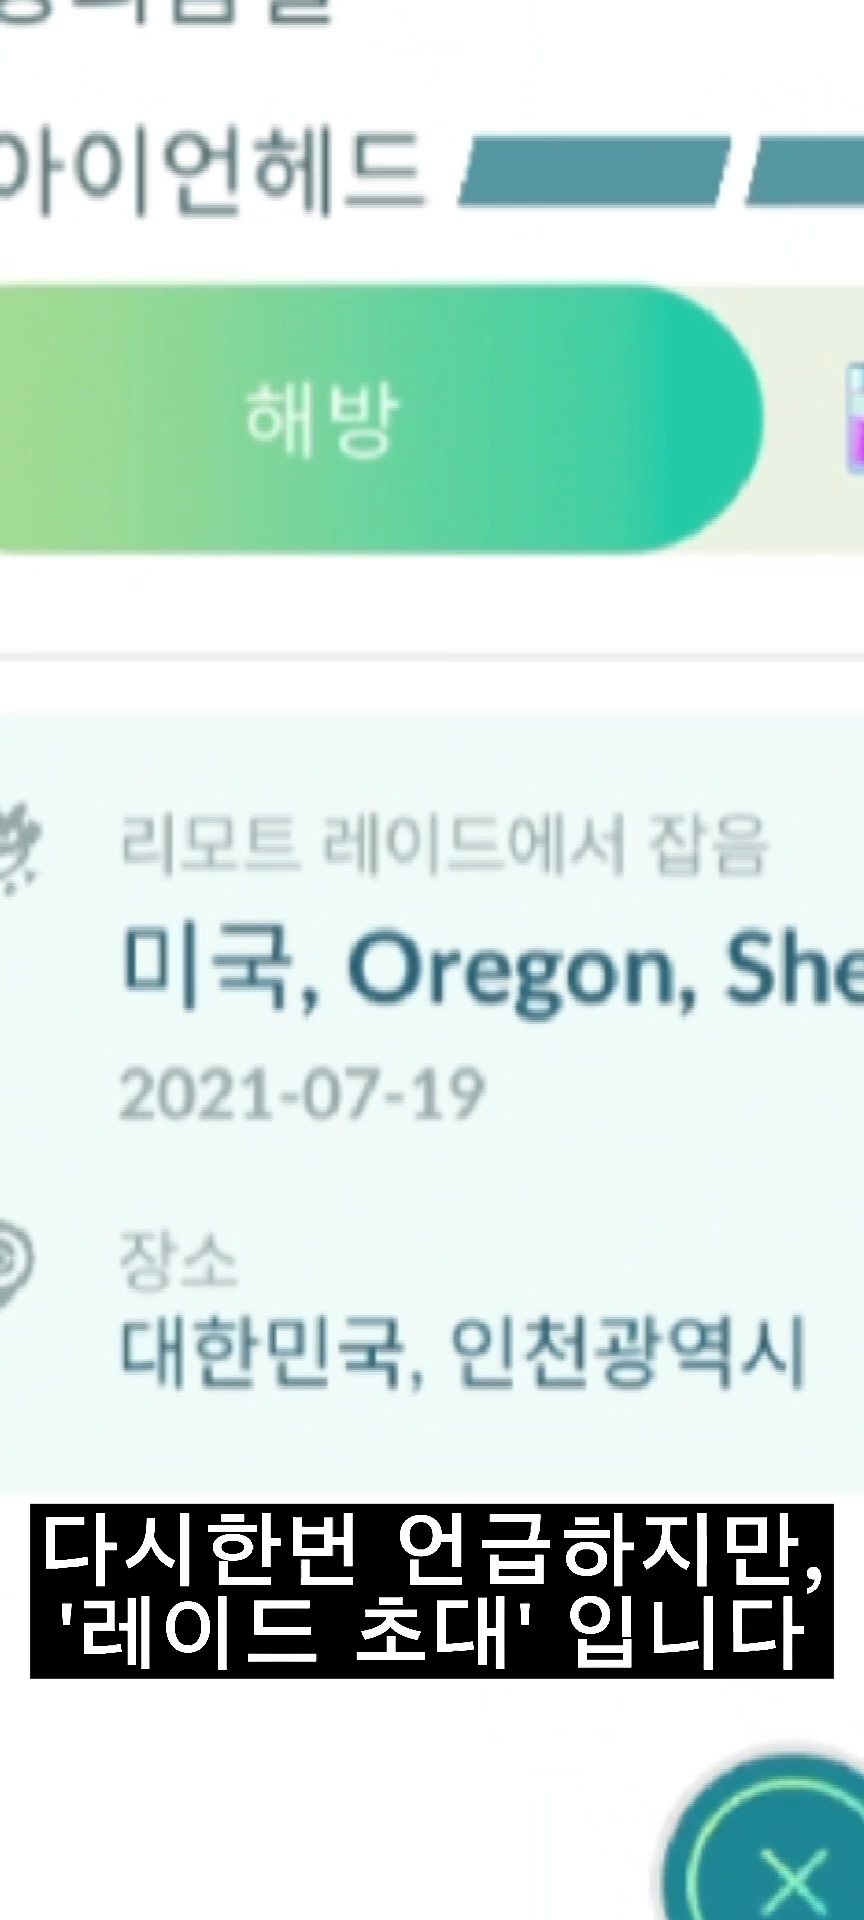 아이언헤드
해방
리모트 레이드에서 잡음
미국, Oregon, She
2021-07-19
장소
대한민국, 인천광역시
다시한번 언급하지만,
'레이드 초대' 입니다